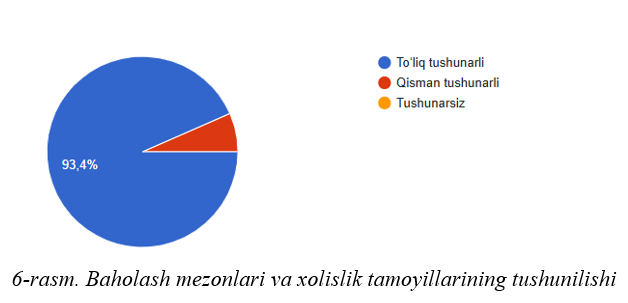 To'liq tushunarli
Qisman tushunarli
Tushunarsiz
93,4%
6-rasm. Baholash mezonlari va xolislik tamoyillarining tushunilishi